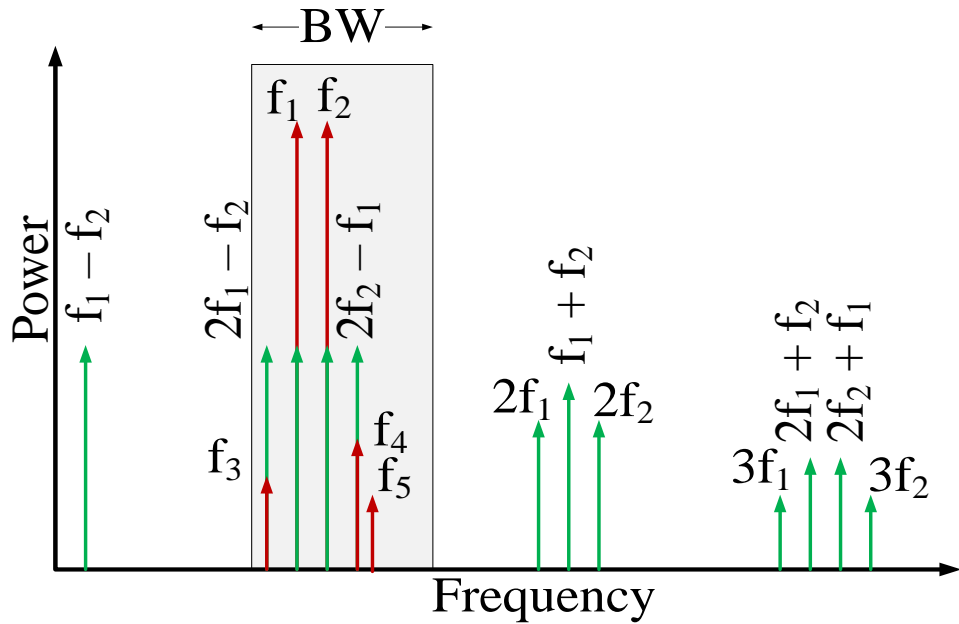 BW
f₁
f₂
Power
f₁ − f₂
2f₁ − f₂
2f₂ − f₁
f₃
f₄
f₅
2f₁
f₁ + f₂
2f₂
3f₁
2f₁ + f₂
2f₂ + f₁
3f₂
Frequency